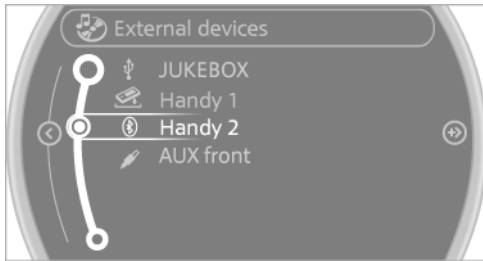 External devices
JUKEBOX
Handy 1
Handy 2
AUX front